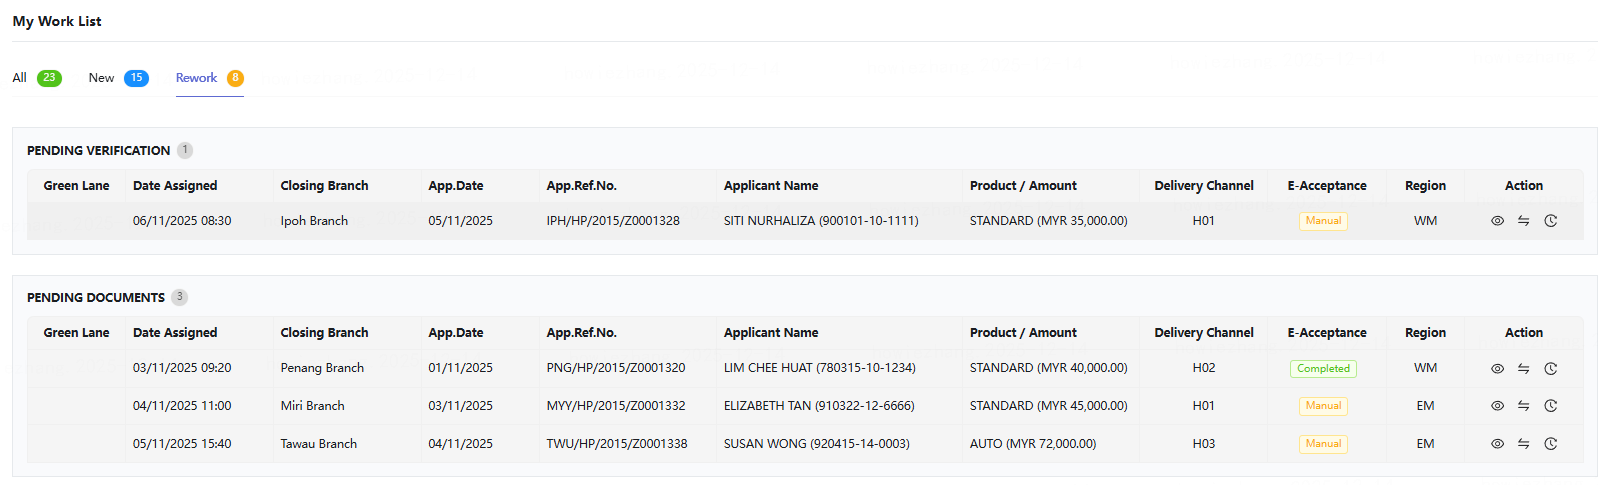 My Work List
All 23 New 15 Rework 8
PENDING VERIFICATION 1
Green Lane Date Assigned Closing Branch App.Date App.Ref.No. Applicant Name Product / Amount Delivery Channel E-Acceptance Region Action
06/11/2025 08:30 Ipoh Branch 05/11/2025 IPH/HP/2015/Z0001328 SITI NURHALIZA (900101-10-1111) STANDARD (MYR 35,000.00) H01 Manual WM
PENDING DOCUMENTS 3
Green Lane Date Assigned Closing Branch App.Date App.Ref.No. Applicant Name Product / Amount Delivery Channel E-Acceptance Region Action
03/11/2025 09:20 Penang Branch 01/11/2025 PNG/HP/2015/Z0001320 LIM CHEE HUAT (780315-10-1234) STANDARD (MYR 40,000.00) H02 Completed WM
04/11/2025 11:00 Miri Branch 03/11/2025 MYY/HP/2015/Z0001332 ELIZABETH TAN (910322-12-6666) STANDARD (MYR 45,000.00) H01 Manual EM
05/11/2025 15:40 Tawau Branch 04/11/2025 TWU/HP/2015/Z0001338 SUSAN WONG (920415-14-0003) AUTO (MYR 72,000.00) H03 Manual EM